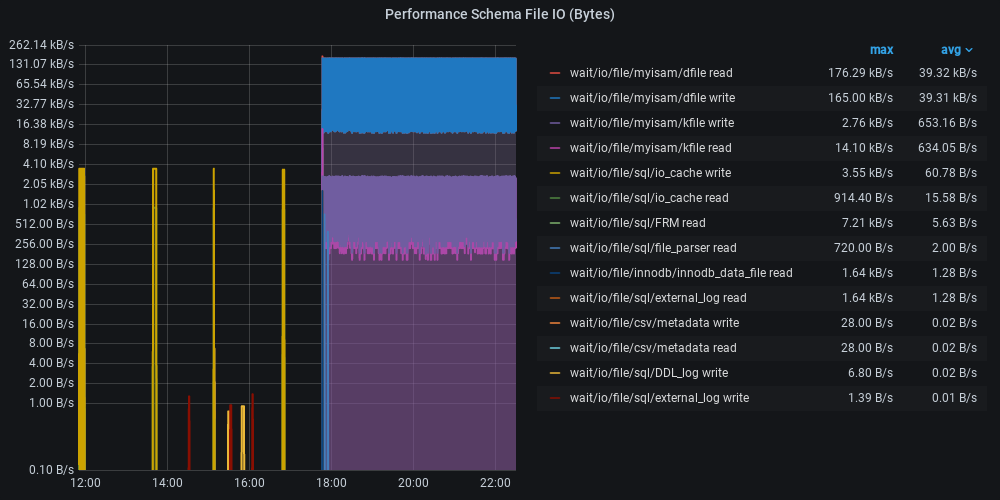 Performance Schema File IO (Bytes)
262.14 kB/s
131.07 kB/s
65.54 kB/s
32.77 kB/s
16.38 kB/s
8.19 kB/s
4.10 kB/s
2.05 kB/s
1.02 kB/s
512.00 B/s
256.00 B/s
128.00 B/s
64.00 B/s
32.00 B/s
16.00 B/s
8.00 B/s
4.00 B/s
2.00 B/s
1.00 B/s
0.10 B/s
12:00 14:00 16:00 18:00 20:00 22:00
max avg
wait/io/file/myisam/dfile read 176.29 kB/s 39.32 kB/s
wait/io/file/myisam/dfile write 165.00 kB/s 39.31 kB/s
wait/io/file/myisam/kfile write 2.76 kB/s 653.16 B/s
wait/io/file/myisam/kfile read 14.10 kB/s 634.05 B/s
wait/io/file/sql/io_cache write 3.55 kB/s 60.78 B/s
wait/io/file/sql/io_cache read 914.40 B/s 15.58 B/s
wait/io/file/sql/FRM read 7.21 kB/s 5.63 B/s
wait/io/file/sql/file_parser read 720.00 B/s 2.00 B/s
wait/io/file/innodb/innodb_data_file read 1.64 kB/s 1.28 B/s
wait/io/file/sql/external_log read 1.64 kB/s 1.28 B/s
wait/io/file/csv/metadata write 28.00 B/s 0.02 B/s
wait/io/file/csv/metadata read 28.00 B/s 0.02 B/s
wait/io/file/sql/DDL_log write 6.80 B/s 0.02 B/s
wait/io/file/sql/external_log write 1.39 B/s 0.01 B/s